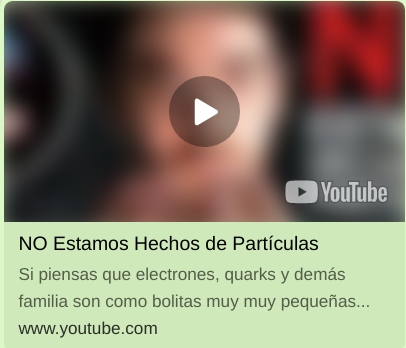 YouTube
NO Estamos Hechos de Partículas
Si piensas que electrones, quarks y demás
familia son como bolitas muy muy pequeñas...
www.youtube.com